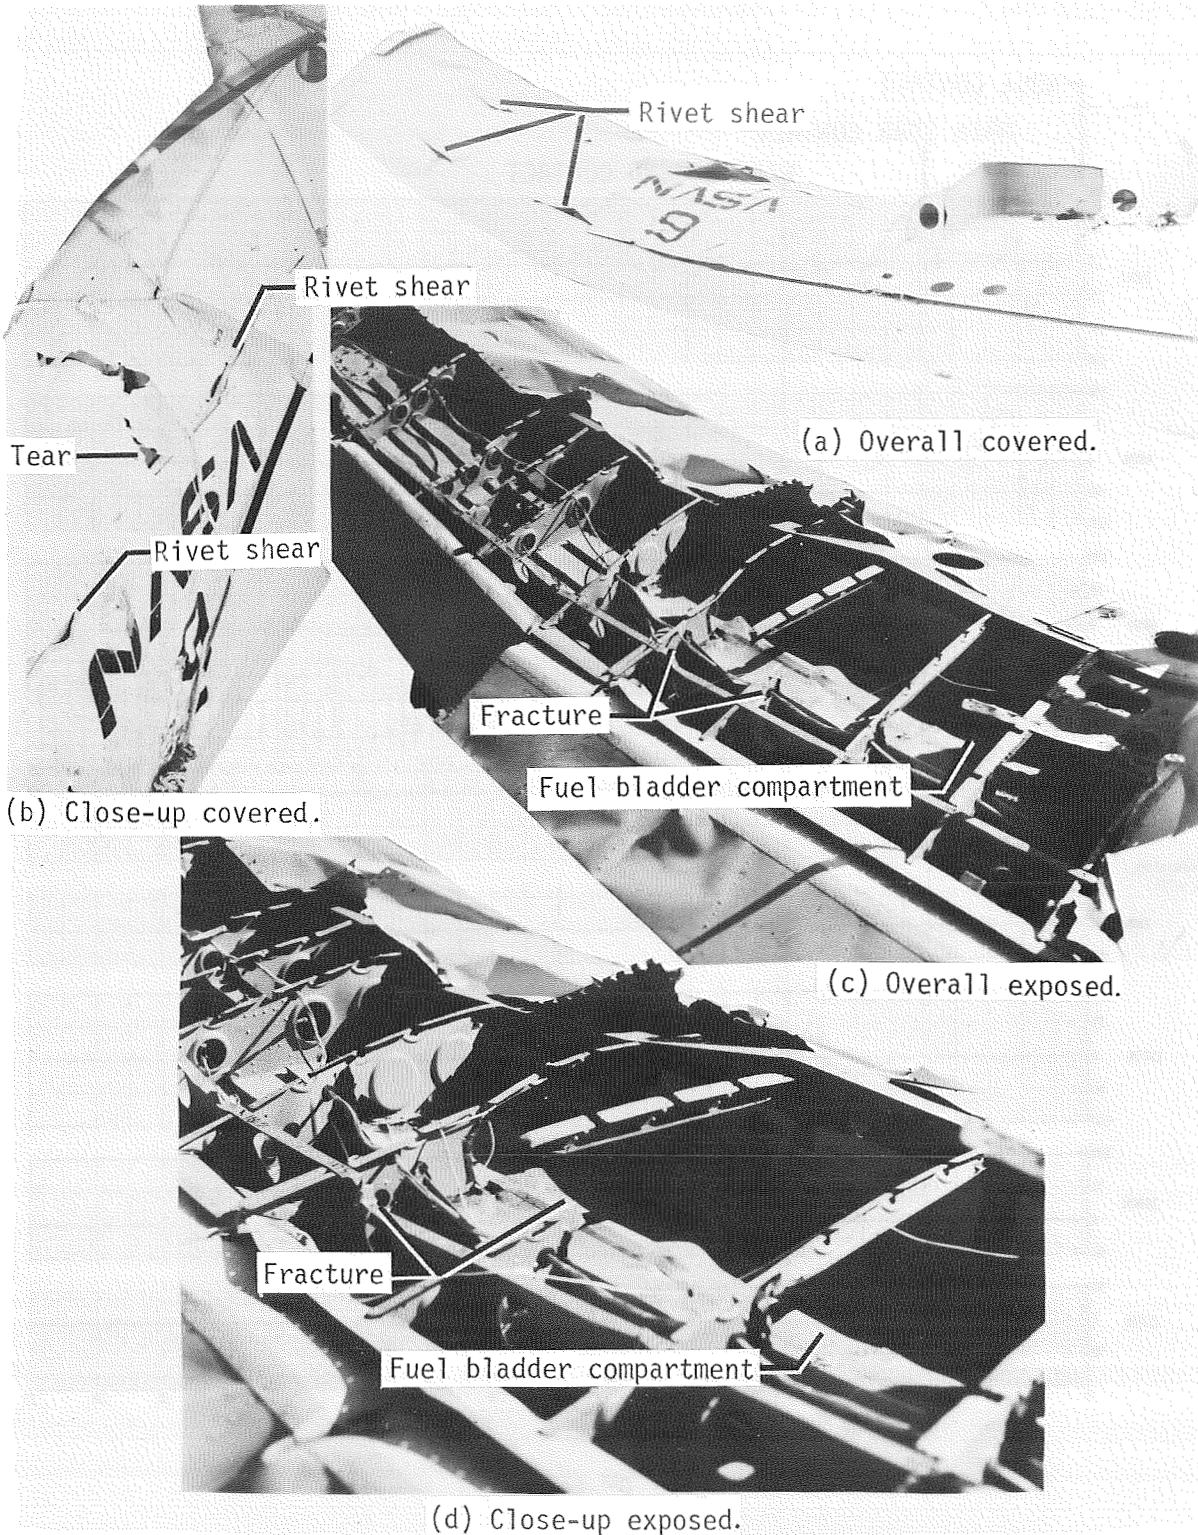 Rivet shear
NASA
6
(a) Overall covered.
Rivet shear
Tear
Rivet shear
NASA
(b) Close-up covered.
Fracture
Fuel bladder compartment
(c) Overall exposed.
Fracture
Fuel bladder compartment
(d) Close-up exposed.